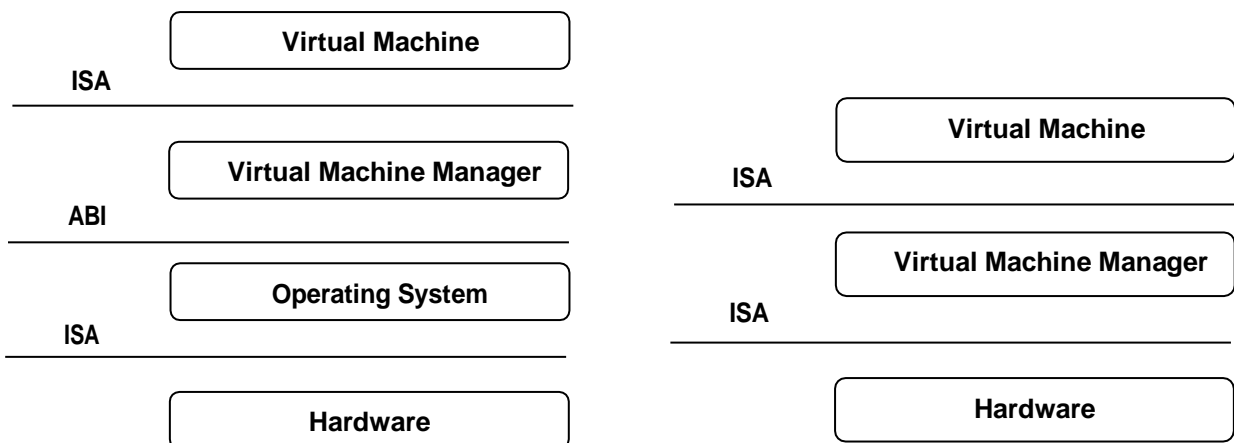 Virtual Machine
ISA
Virtual Machine Manager
ABI
Operating System
ISA
Hardware
Virtual Machine
ISA
Virtual Machine Manager
ISA
Hardware